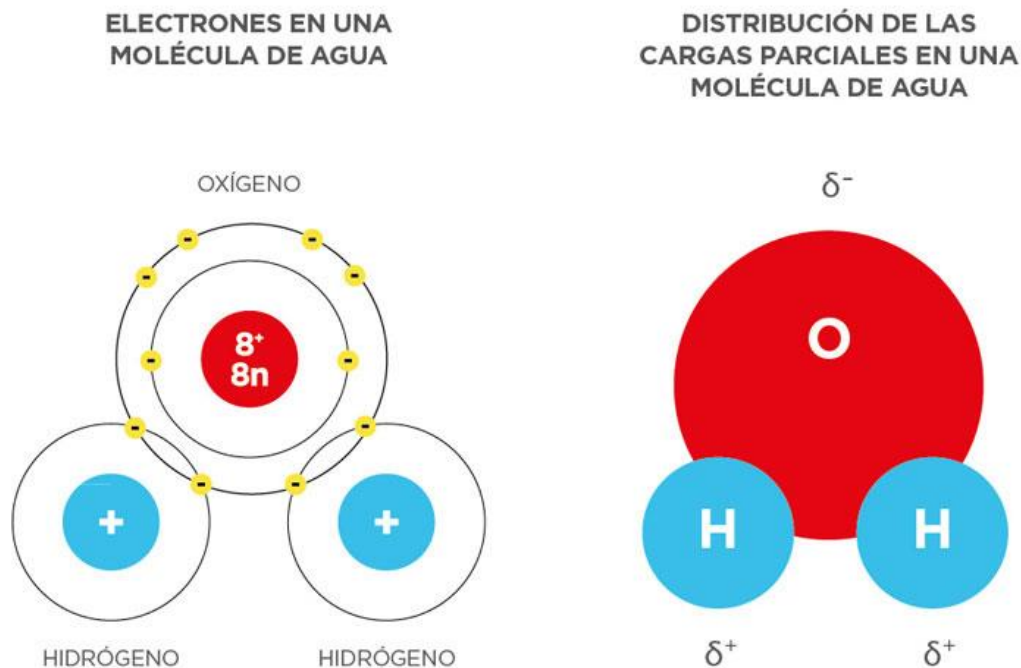 ELECTRONES EN UNA
MOLÉCULA DE AGUA
OXÍGENO
-
-
-
-
8⁺
8n
-
-
-
-
-
-
+
+
HIDRÓGENO
HIDRÓGENO
DISTRIBUCIÓN DE LAS
CARGAS PARCIALES EN UNA
MOLÉCULA DE AGUA
δ⁻
O
H
H
δ⁺
δ⁺